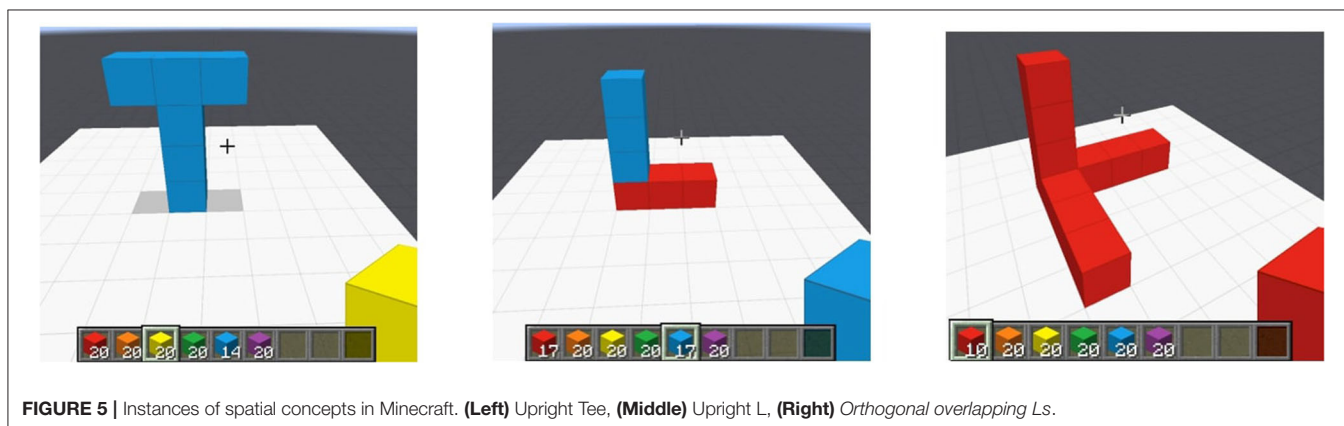 20 20 20 20 14 20
17 20 20 20 17 20
10 20 20 20 20 20
FIGURE 5 | Instances of spatial concepts in Minecraft. (Left) Upright Tee, (Middle) Upright L, (Right) Orthogonal overlapping Ls.